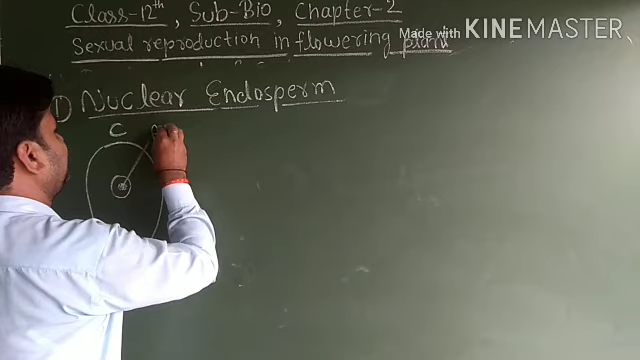 Class-12th, Sub-Bio, Chapter-2
Made with KINEMASTER
Sexual reproduction in flowering plant
1) Nuclear Endosperm
C